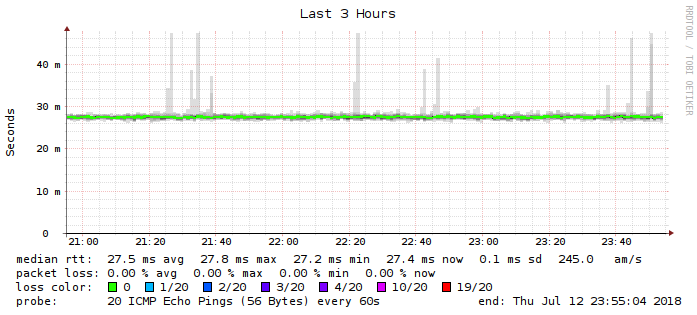 Last 3 Hours
RRDTOOL / TOBI OETIKER
Seconds
40 m
30 m
20 m
10 m
0
21:00 21:20 21:40 22:00 22:20 22:40 23:00 23:20 23:40
median rtt: 27.5 ms avg 27.8 ms max 27.2 ms min 27.4 ms now 0.1 ms sd 245.0 am/s
packet loss: 0.00 % avg 0.00 % max 0.00 % min 0.00 % now
loss color: 0 1/20 2/20 3/20 4/20 10/20 19/20
probe: 20 ICMP Echo Pings (56 Bytes) every 60s end: Thu Jul 12 23:55:04 2018